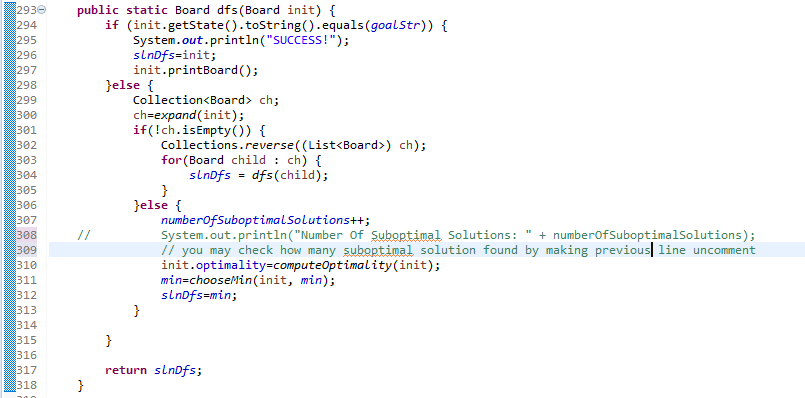 293 public static Board dfs(Board init) {
294 if (init.getState().toString().equals(goalStr)) {
295 System.out.println("SUCCESS!");
296 slnDfs=init;
297 init.printBoard();
298 }else {
299 Collection<Board> ch;
300 ch=expand(init);
301 if(!ch.isEmpty()) {
302 Collections.reverse((List<Board>) ch);
303 for(Board child : ch) {
304 slnDfs = dfs(child);
305 }
306 }else {
307 numberOfSuboptimalSolutions++;
308 // System.out.println("Number Of Suboptimal Solutions: " + numberOfSuboptimalSolutions);
309 // you may check how many suboptimal solution found by making previous line uncomment
310 init.optimality=computeOptimality(init);
311 min=chooseMin(init, min);
312 slnDfs=min;
313 }
314
315 }
316
317 return slnDfs;
318 }